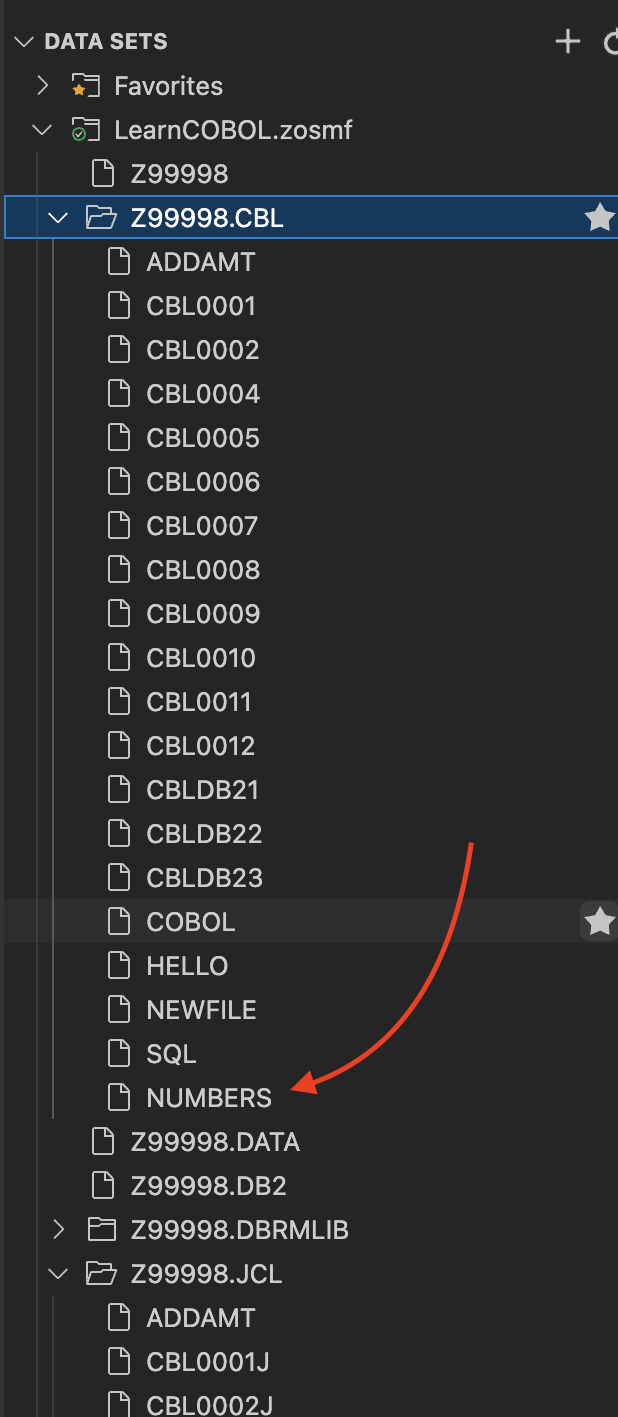 DATA SETS
Favorites
LearnCOBOL.zosmf
Z99998
Z99998.CBL
ADDAMT
CBL0001
CBL0002
CBL0004
CBL0005
CBL0006
CBL0007
CBL0008
CBL0009
CBL0010
CBL0011
CBL0012
CBLDB21
CBLDB22
CBLDB23
COBOL
HELLO
NEWFILE
SQL
NUMBERS
Z99998.DATA
Z99998.DB2
Z99998.DBRMLIB
Z99998.JCL
ADDAMT
CBL0001J
CBL0002J